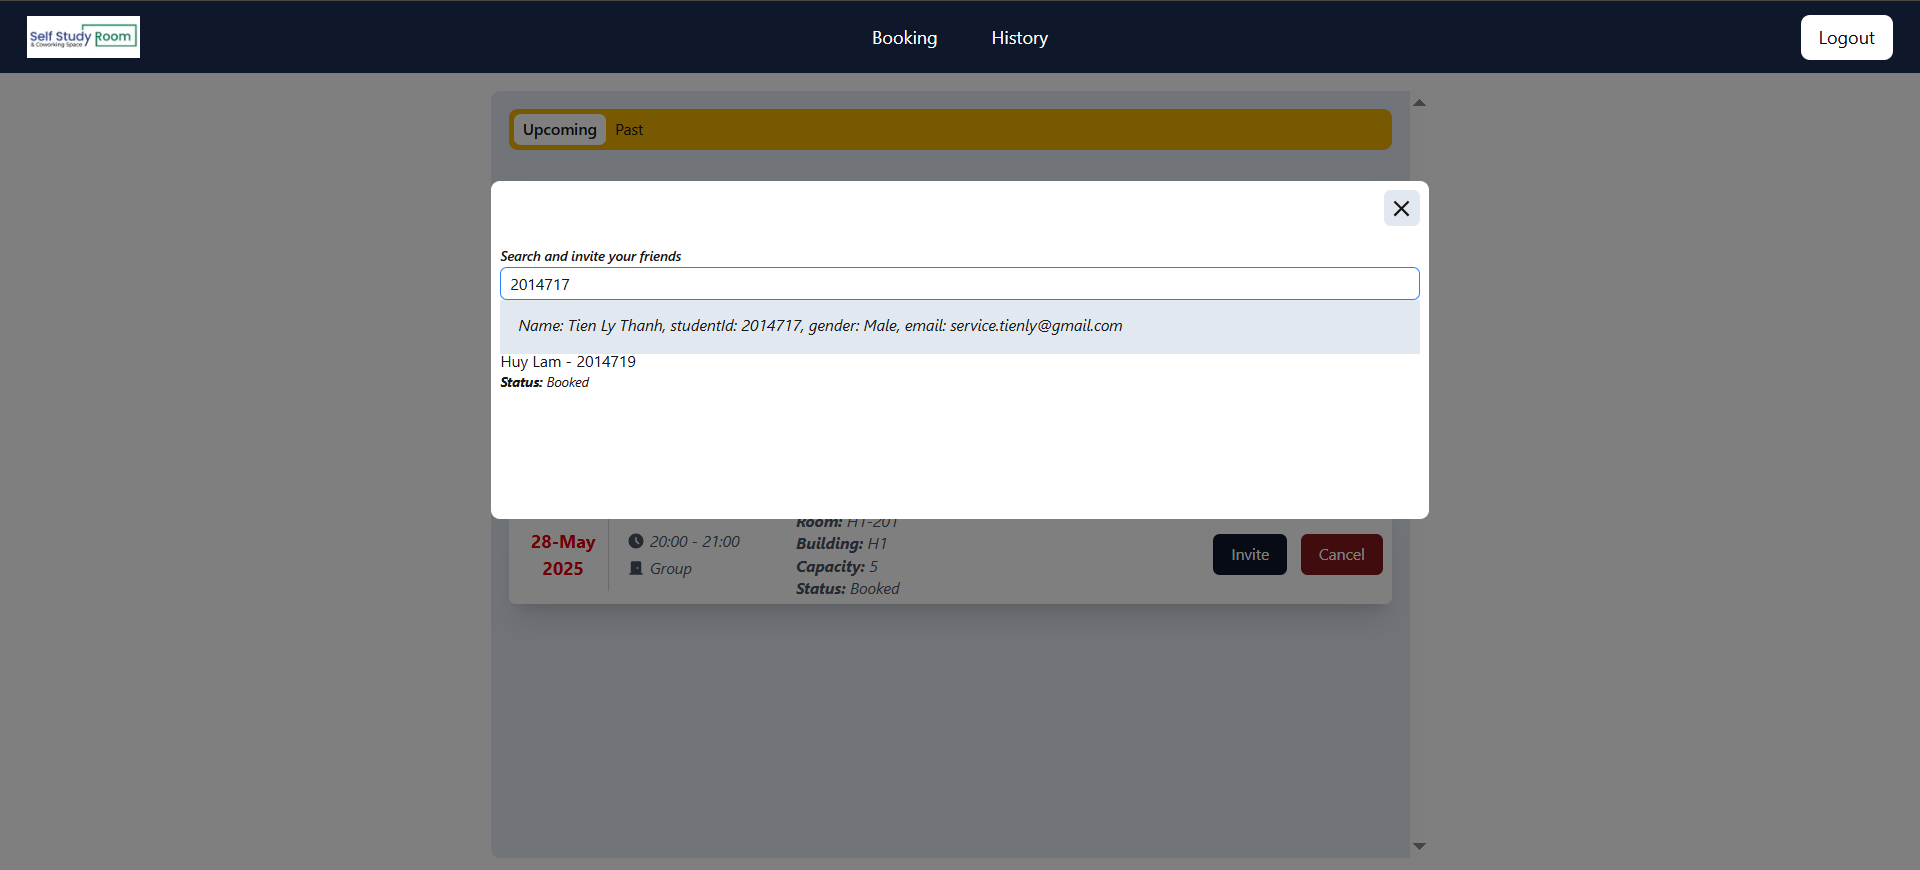 Self Study Room
& Coworking Space
Booking
History
Logout
Upcoming
Past
Search and invite your friends
2014717
Name: Tien Ly Thanh, studentId: 2014717, gender: Male, email: service.tienly@gmail.com
Huy Lam - 2014719
Status: Booked
28-May
2025
20:00 - 21:00
Group
Room: H1-201
Building: H1
Capacity: 5
Status: Booked
Invite
Cancel